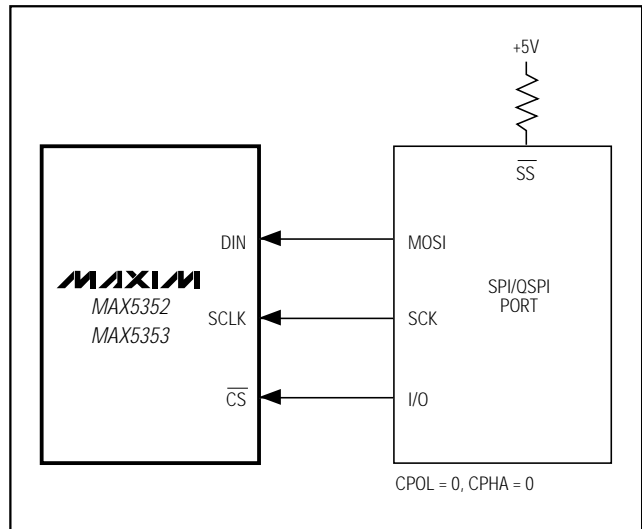 +5V
SS
DIN
MOSI
MAXIM
MAX5352
MAX5353
SPI/QSPI
PORT
SCLK
SCK
CS
I/O
CPOL = 0, CPHA = 0